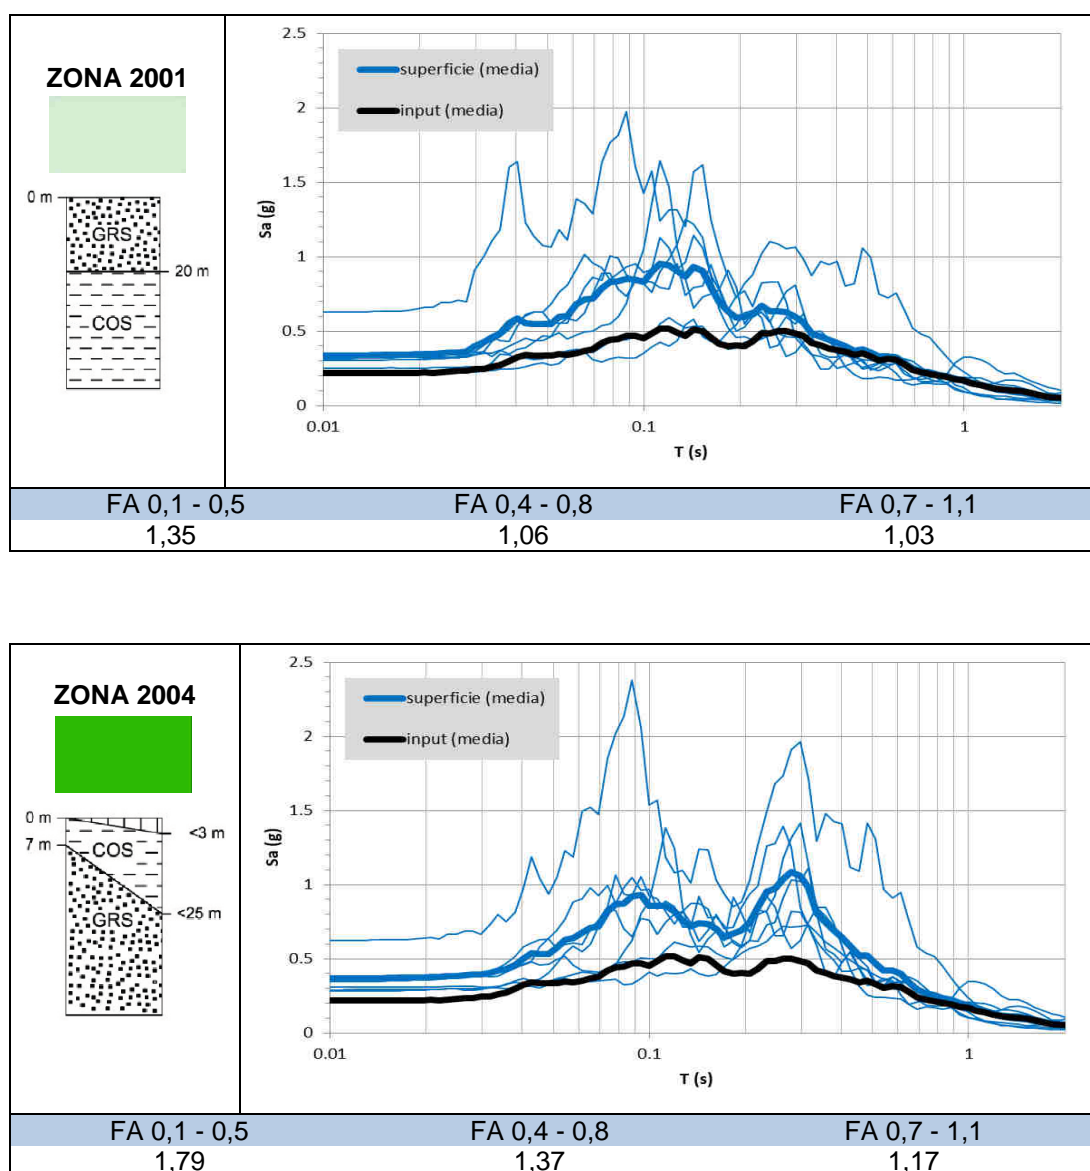 ZONA 2001
0 m
GRS
20 m
COS
2.5
2
1.5
1
0.5
0
Sa (g)
superficie (media)
input (media)
0.01
0.1
1
T (s)
FA 0,1 - 0,5 FA 0,4 - 0,8 FA 0,7 - 1,1
1,35 1,06 1,03
ZONA 2004
0 m
<3 m
7 m
COS
<25 m
GRS
2.5
2
1.5
1
0.5
0
Sa (g)
superficie (media)
input (media)
0.01
0.1
1
T (s)
FA 0,1 - 0,5 FA 0,4 - 0,8 FA 0,7 - 1,1
1,79 1,37 1,17